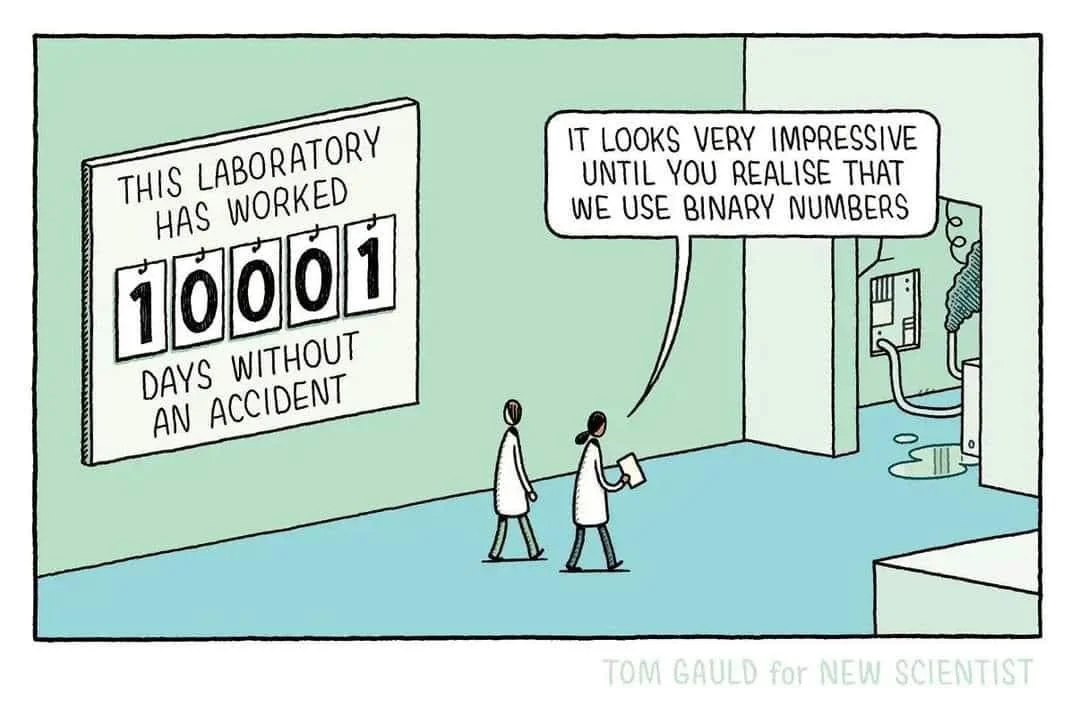 THIS LABORATORY
HAS WORKED
10001
DAYS WITHOUT
AN ACCIDENT
IT LOOKS VERY IMPRESSIVE
UNTIL YOU REALISE THAT
WE USE BINARY NUMBERS
TOM GAULD for NEW SCIENTIST